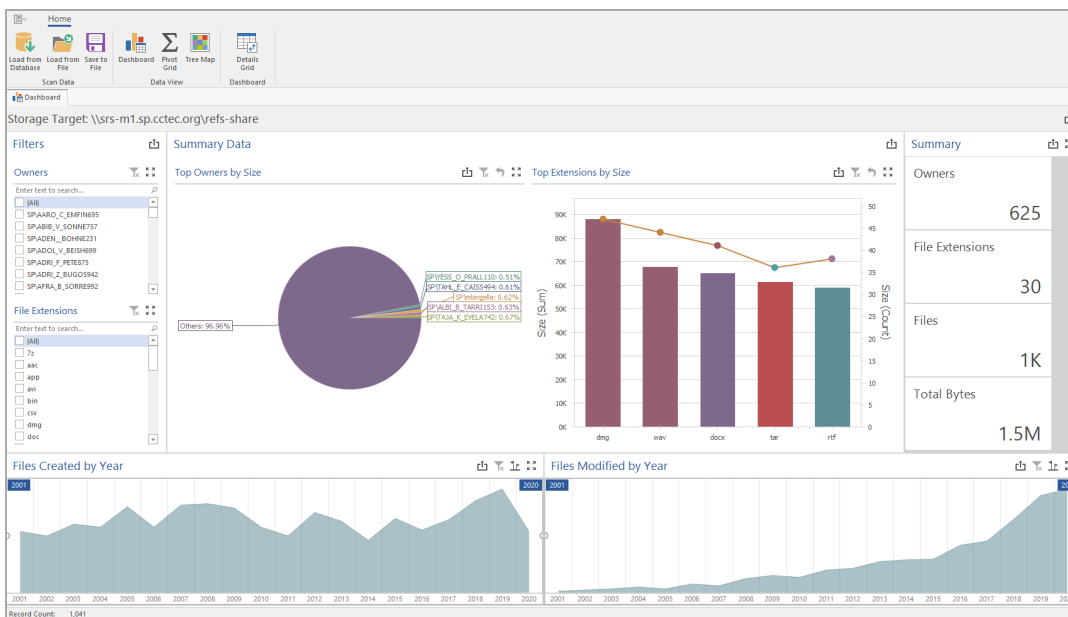 Home
Load from Database
Load from File
Save to File
Dashboard
Pivot Grid
Tree Map
Details Grid
Scan Data
Data View
Dashboard
Dashboard
Storage Target: \\srs-m1.sp.cctec.org\refs-share
Filters
Summary Data
Summary
Owners
Enter text to search...
(All)
SP\AARO_C_EMFIN695
SP\ABIB_V_SONNE757
SP\ADEN__BOHNE231
SP\ADOL_V_BEISH699
SP\ADRI_F_PETE875
SP\ADRI_Z_BUGOS942
SP\AFRA_B_SORRE992
File Extensions
Enter text to search...
(All)
7z
aac
app
avi
bin
csv
dmg
doc
Top Owners by Size
Others: 96.96%
SP\YESS_O_PRALL110: 0.51%
SP\TAHL_E_CAISS494: 0.61%
SP\mlangella: 0.62%
SP\ALBI_B_TARRI153: 0.63%
SP\TAJA_K_EVELA742: 0.67%
Top Extensions by Size
Size (Sum)
90K
80K
70K
60K
50K
40K
30K
20K
10K
0K
50
45
40
35
30
25
20
15
10
5
0
Size (Count)
dmg wav docx tar rtf
Owners
625
File Extensions
30
Files
1K
Total Bytes
1.5M
Files Created by Year
2001 2020
2001 2002 2003 2004 2005 2006 2007 2008 2009 2010 2011 2012 2013 2014 2015 2016 2017 2018 2019 2020
Files Modified by Year
2001 20
2001 2002 2003 2004 2005 2006 2007 2008 2009 2010 2011 2012 2013 2014 2015 2016 2017 2018 2019 202
Record Count: 1,041